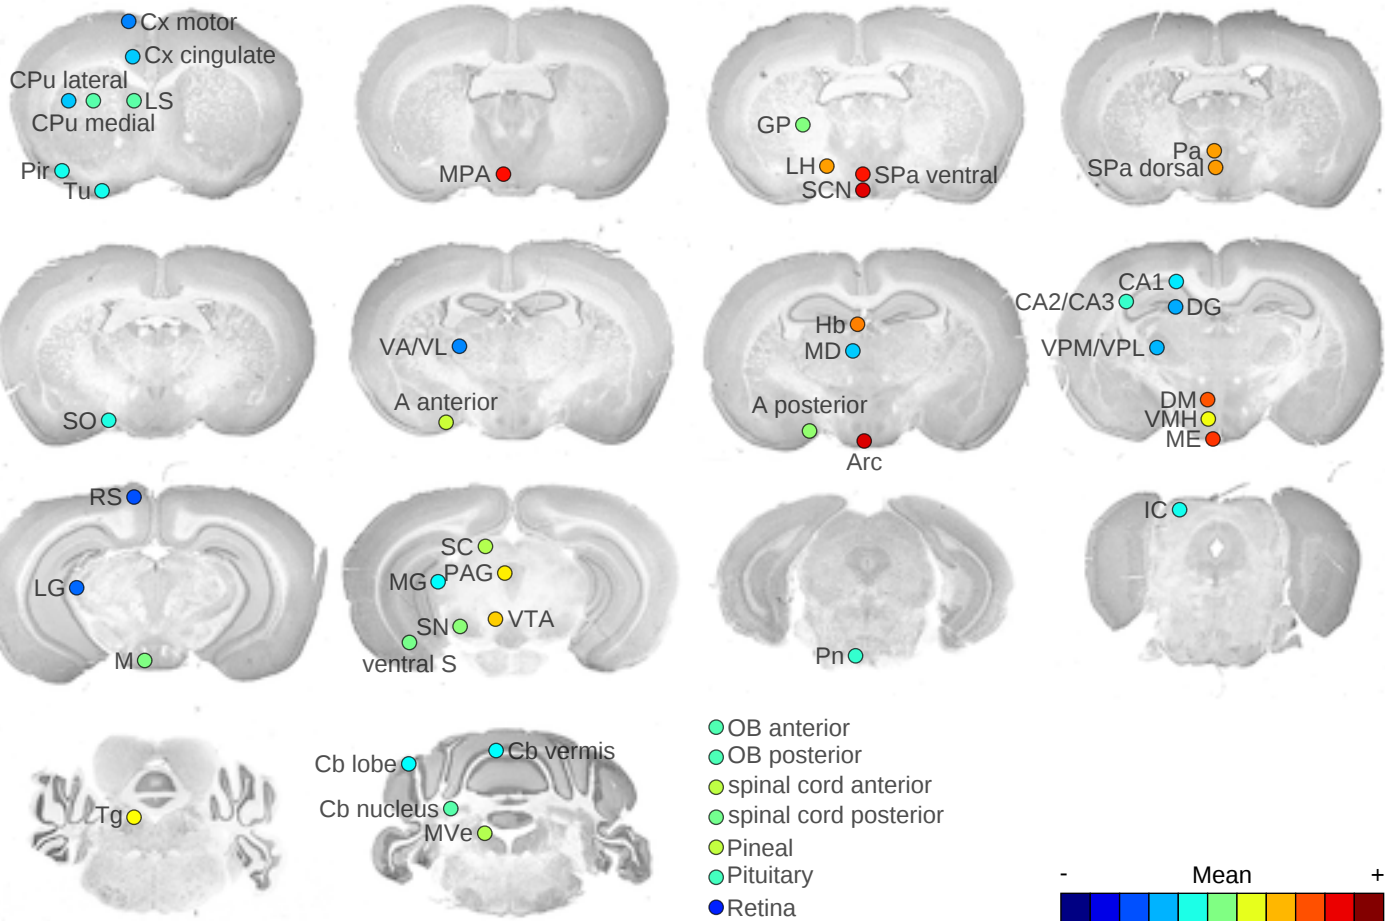 Cx motor
Cx cingulate
CPu lateral
LS
CPu medial
Pir
Tu
MPA
GP
LH
SPa ventral
SCN
Pa
SPa dorsal
SO
VA/VL
A anterior
Hb
MD
A posterior
Arc
CA1
CA2/CA3
DG
VPM/VPL
DM
VMH
ME
RS
LG
M
SC
MG
PAG
SN
VTA
ventral S
Pn
IC
Tg
Cb lobe
Cb vermis
Cb nucleus
MVe
OB anterior
OB posterior
spinal cord anterior
spinal cord posterior
Pineal
Pituitary
Retina
- Mean +